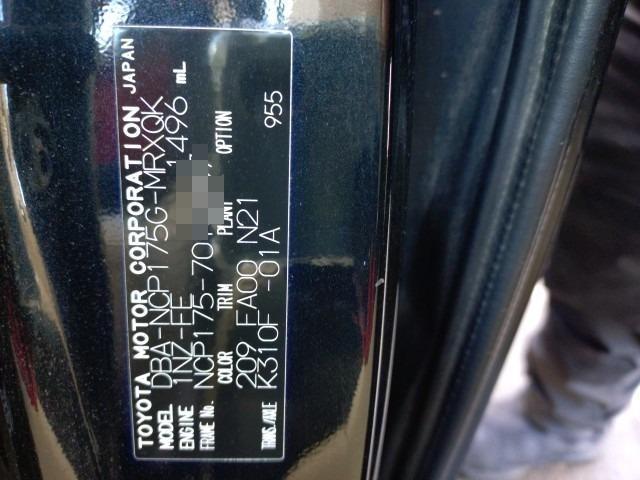 TOYOTA MOTOR CORPORATION JAPAN
MODEL DBA-NCP175G-MRXQK
ENGINE 1NZ-FE 1496 mL
FRAME No. NCP175-70
COLOR TRIM PLANT OPTION
209 FA00 N21 955
TRANS./AXLE K310F -01A